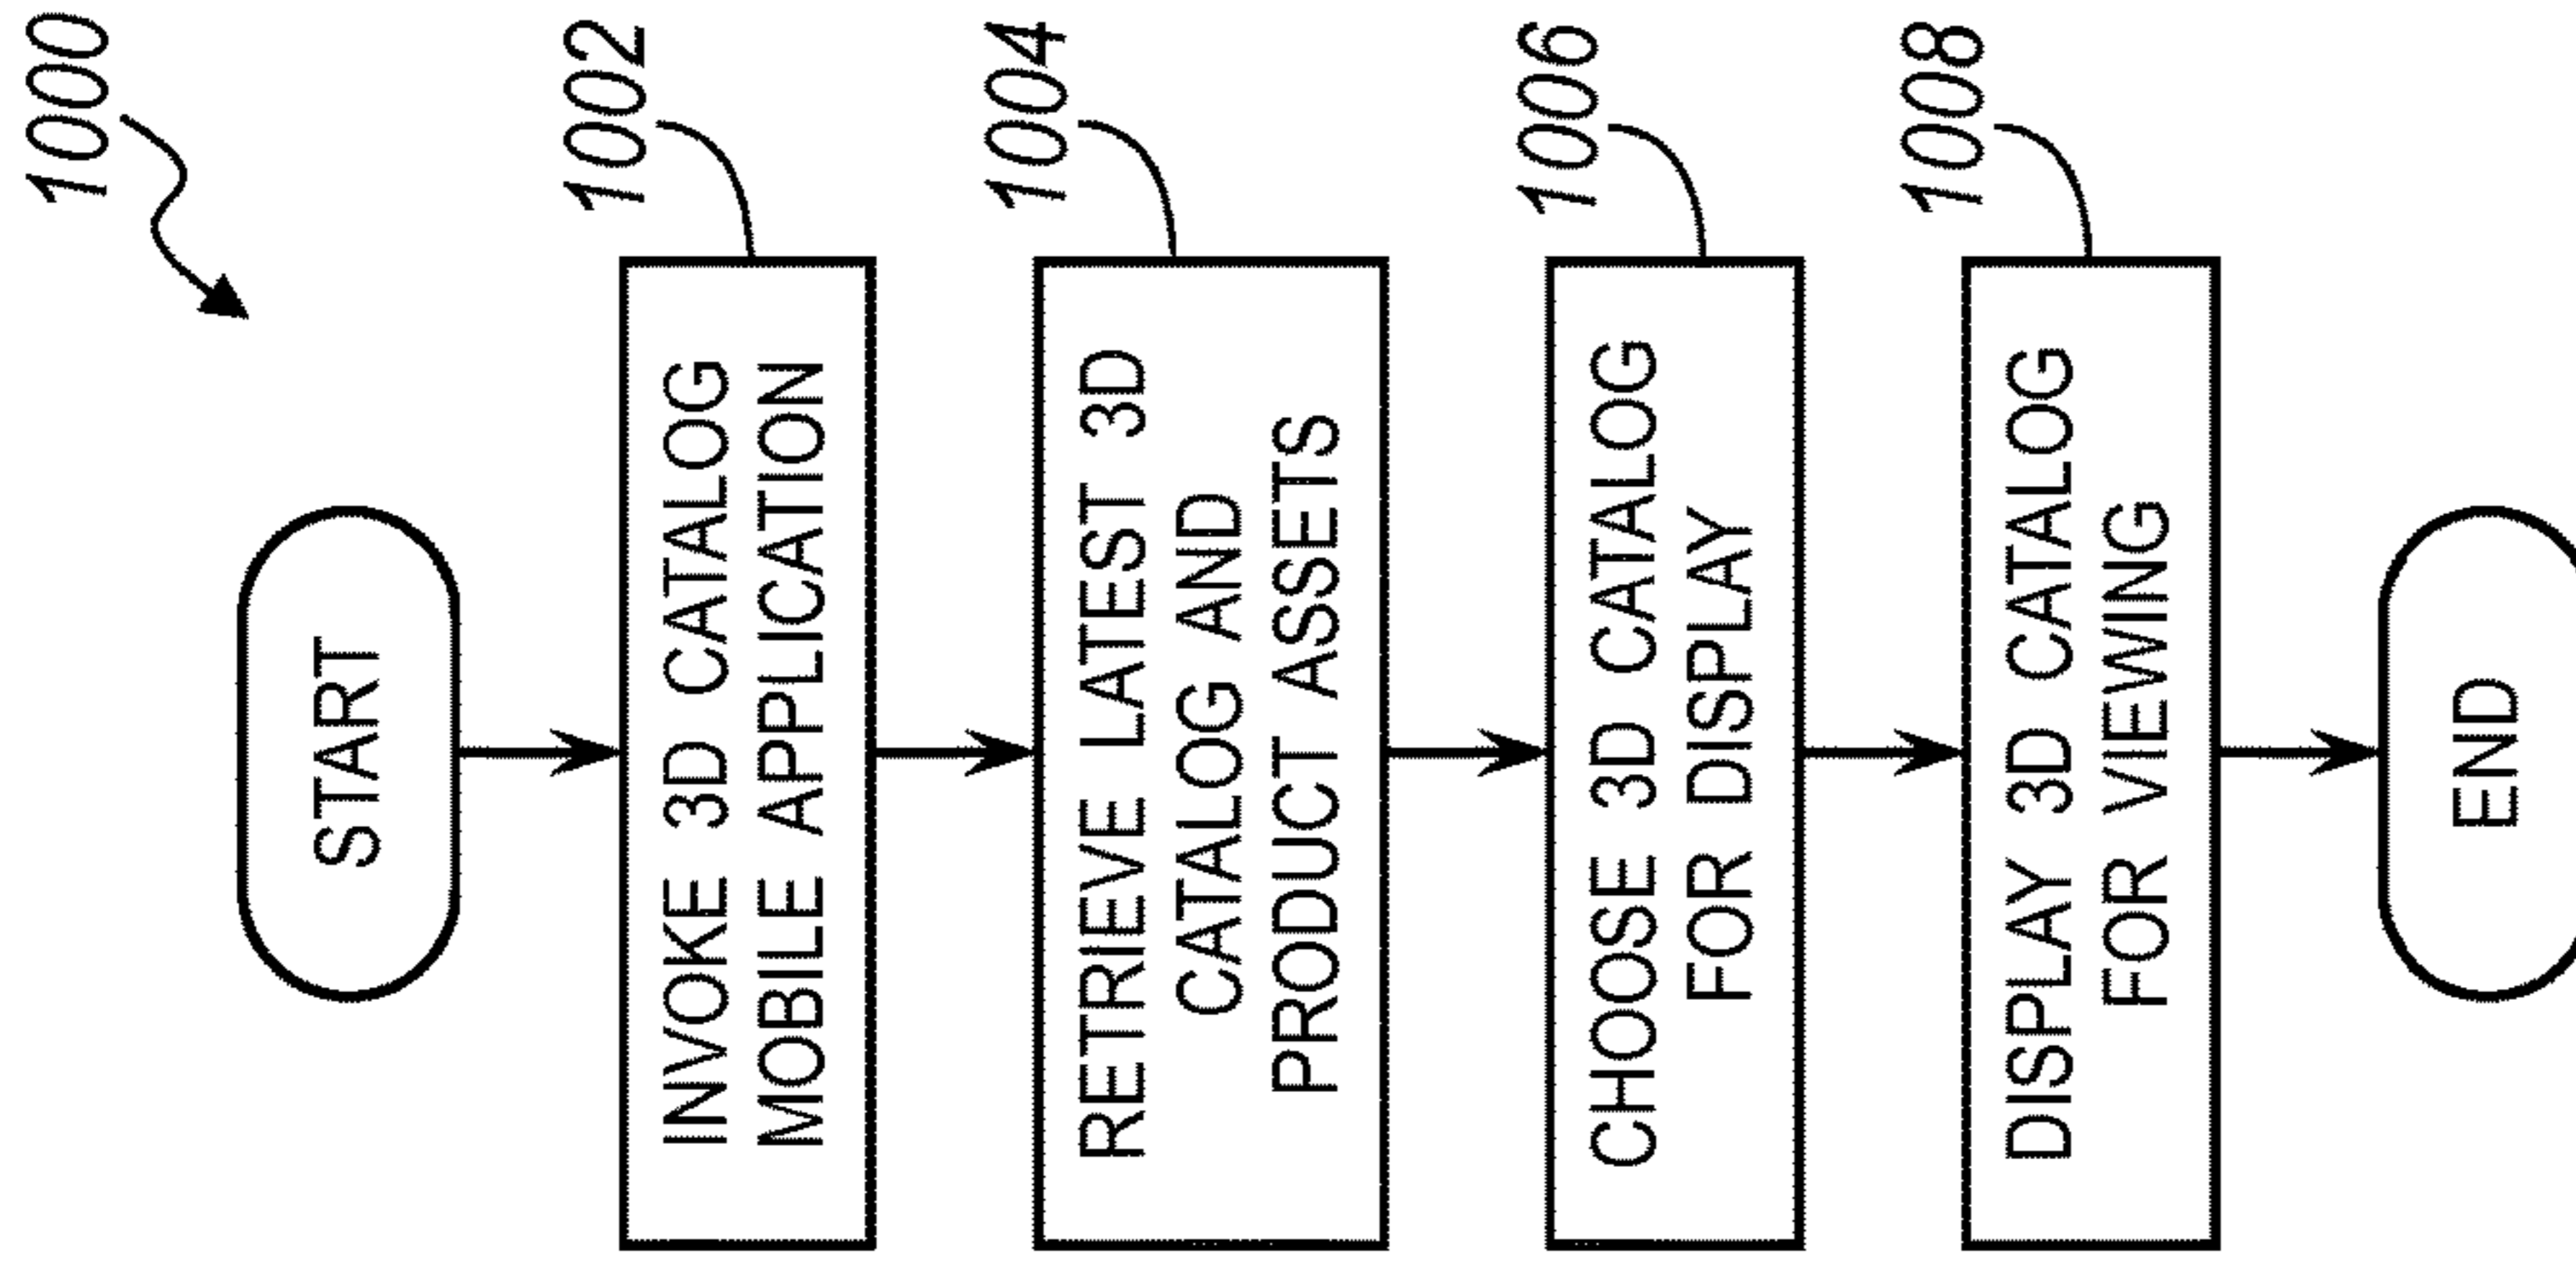 1000
START
1002
INVOKE 3D CATALOG
MOBILE APPLICATION
1004
RETRIEVE LATEST 3D
CATALOG AND
PRODUCT ASSETS
1006
CHOOSE 3D CATALOG
FOR DISPLAY
1008
DISPLAY 3D CATALOG
FOR VIEWING
END